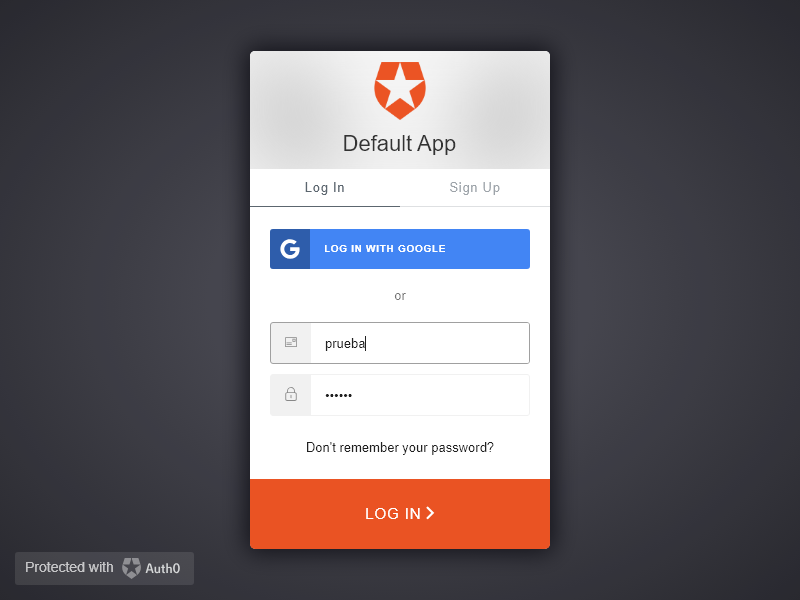 Default App
Log In
Sign Up
LOG IN WITH GOOGLE
or
prueba
••••••
Don't remember your password?
LOG IN
Protected with Auth0